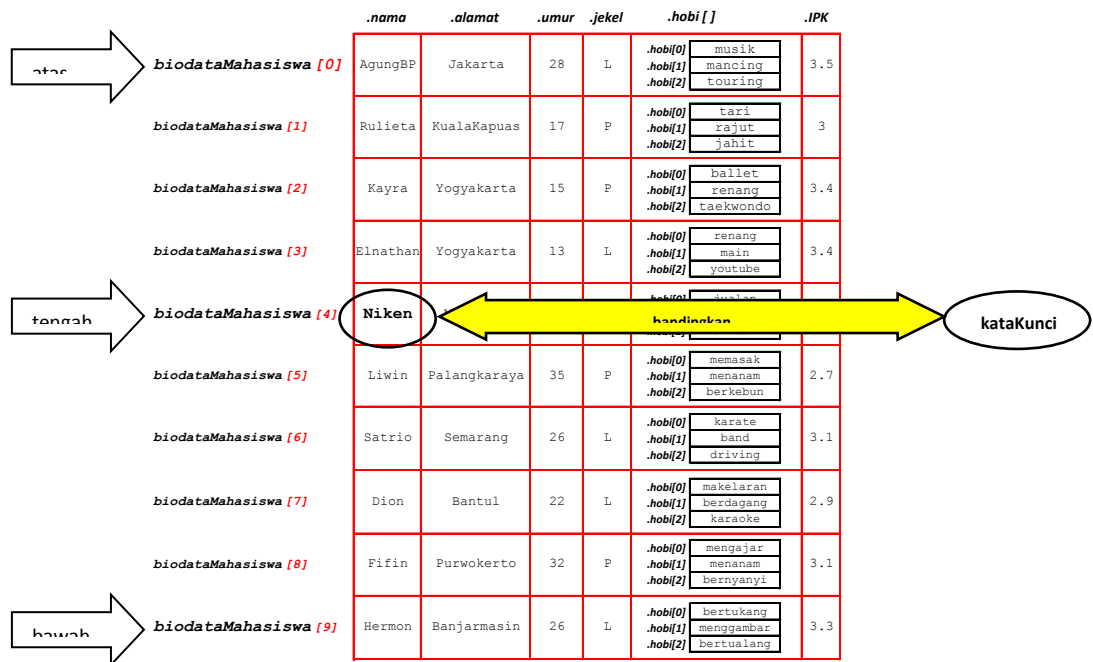 .nama .alamat .umur .jekel .hobi [ ] .IPK
atas
biodataMahasiswa [0] AgungBP Jakarta 28 L .hobi[0] musik 3.5
.hobi[1] mancing
.hobi[2] touring
biodataMahasiswa [1] Rulieta KualaKapuas 17 P .hobi[0] tari 3
.hobi[1] rajut
.hobi[2] jahit
biodataMahasiswa [2] Kayra Yogyakarta 15 P .hobi[0] ballet 3.4
.hobi[1] renang
.hobi[2] taekwondo
biodataMahasiswa [3] Elnathan Yogyakarta 13 L .hobi[0] renang 3.4
.hobi[1] main
.hobi[2] youtube
tengah
biodataMahasiswa [4] Niken .hobi[0] jualan
bandingkan
kataKunci
biodataMahasiswa [5] Liwin Palangkaraya 35 P .hobi[0] memasak 2.7
.hobi[1] menanam
.hobi[2] berkebun
biodataMahasiswa [6] Satrio Semarang 26 L .hobi[0] karate 3.1
.hobi[1] band
.hobi[2] driving
biodataMahasiswa [7] Dion Bantul 22 L .hobi[0] makelaran 2.9
.hobi[1] berdagang
.hobi[2] karaoke
biodataMahasiswa [8] Fifin Purwokerto 32 P .hobi[0] mengajar 3.1
.hobi[1] menanam
.hobi[2] bernyanyi
bawah
biodataMahasiswa [9] Hermon Banjarmasin 26 L .hobi[0] bertukang 3.3
.hobi[1] menggambar
.hobi[2] bertualang